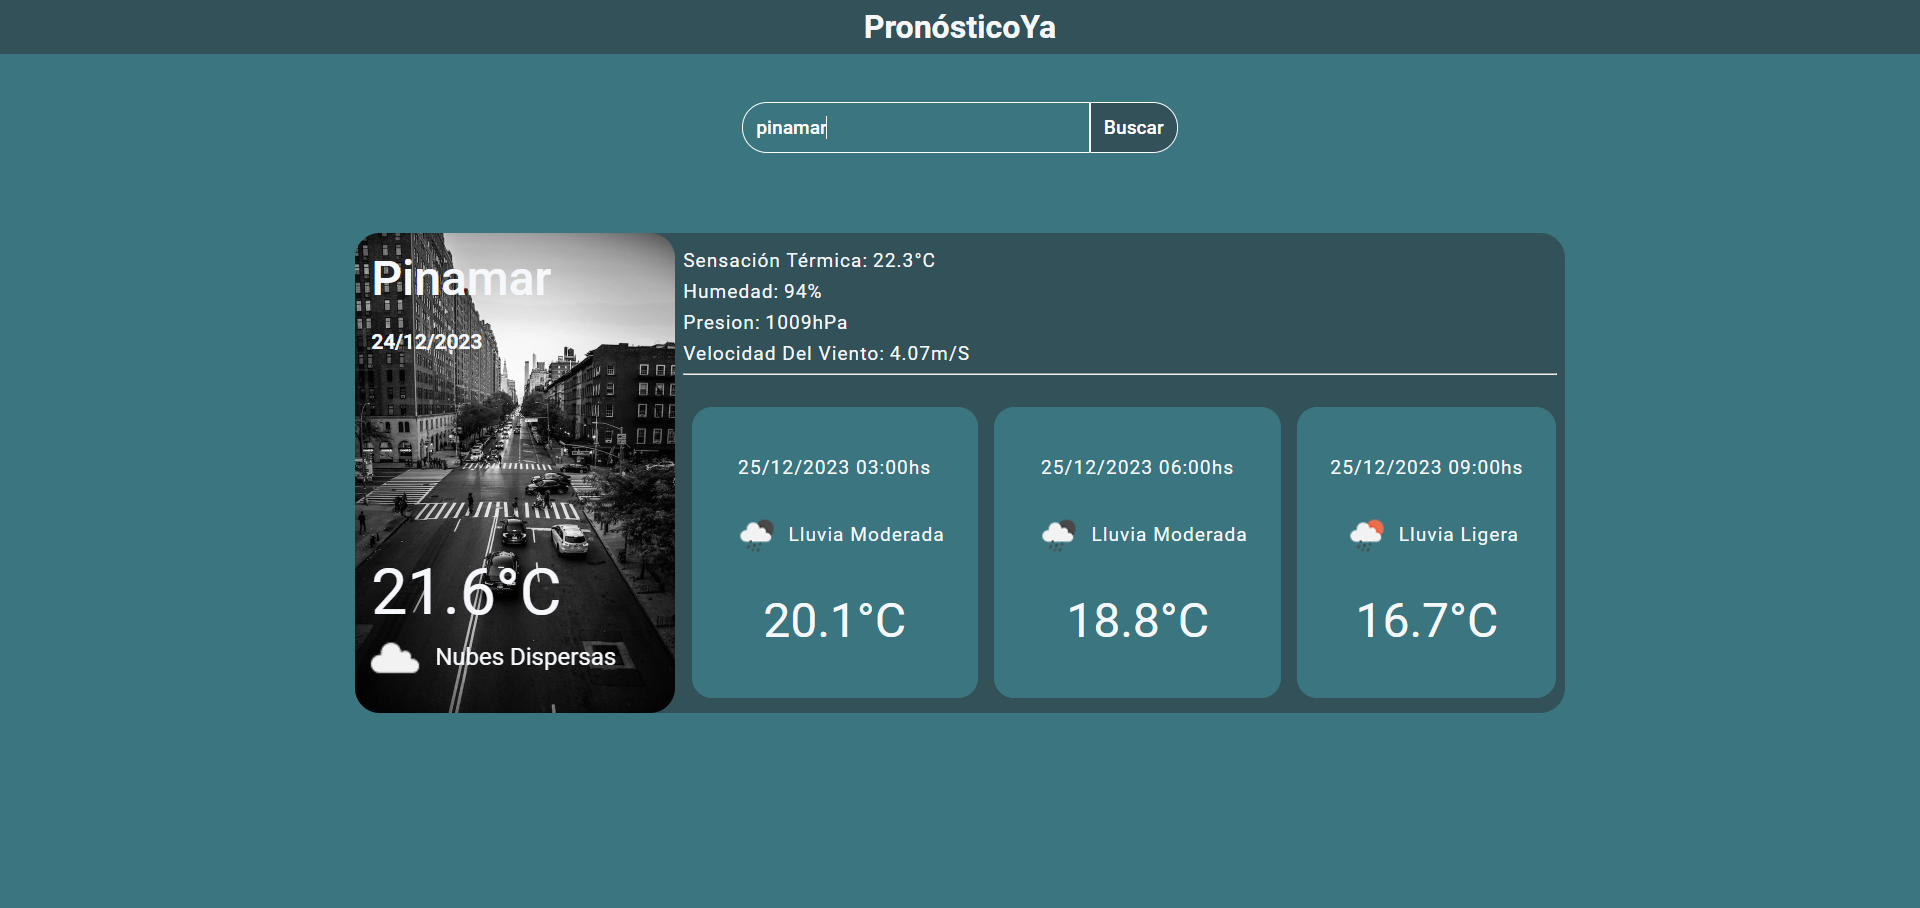 PronósticoYa
pinamar
Buscar
Pinamar
24/12/2023
21.6°C
Nubes Dispersas
Sensación Térmica: 22.3°C
Humedad: 94%
Presion: 1009hPa
Velocidad Del Viento: 4.07m/S
25/12/2023 03:00hs
Lluvia Moderada
20.1°C
25/12/2023 06:00hs
Lluvia Moderada
18.8°C
25/12/2023 09:00hs
Lluvia Ligera
16.7°C